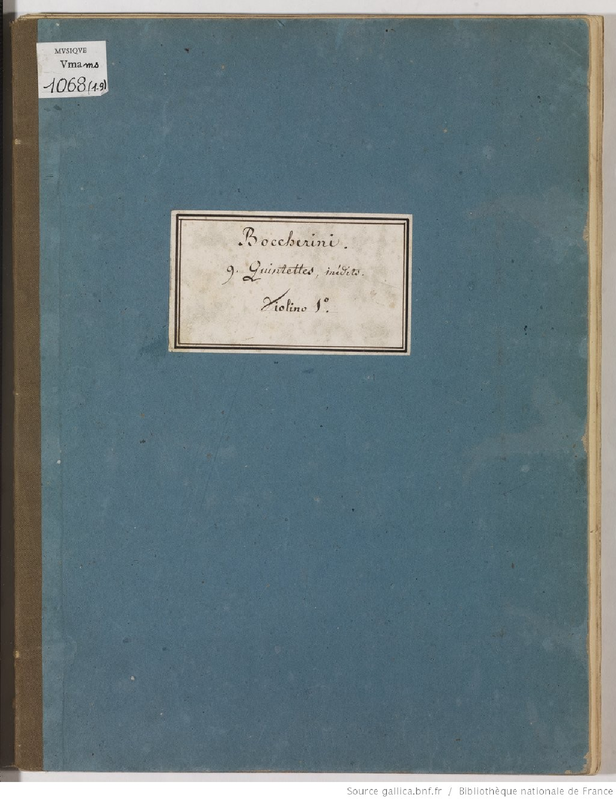 MVSIQVE
Vma ms
1068 (1-9)
Boccherini.
9. Quintettes, inédits.
Violino 1º.
Source gallica.bnf.fr / Bibliothèque nationale de France